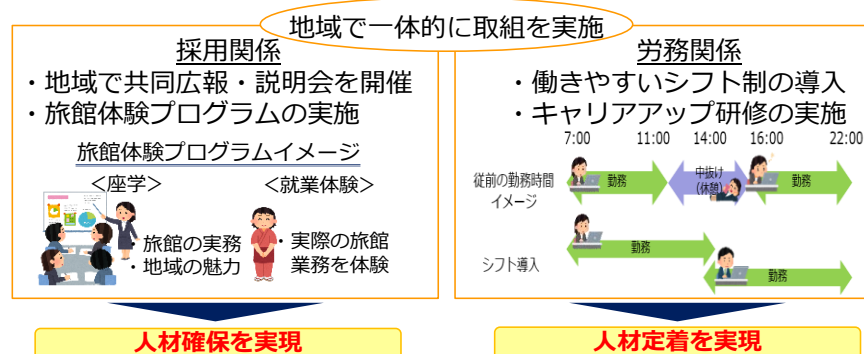 地域で一体的に取組を実施
採用関係
・地域で共同広報・説明会を開催
・旅館体験プログラムの実施
旅館体験プログラムイメージ
<座学>
<就業体験>
・旅館の実務
・地域の魅力
・実際の旅館
業務を体験
人材確保を実現
労務関係
・働きやすいシフト制の導入
・キャリアアップ研修の実施
7:00 11:00 14:00 16:00 22:00
従前の勤務時間
イメージ
勤務
中抜け
(休憩)
勤務
シフト導入
勤務
勤務
人材定着を実現